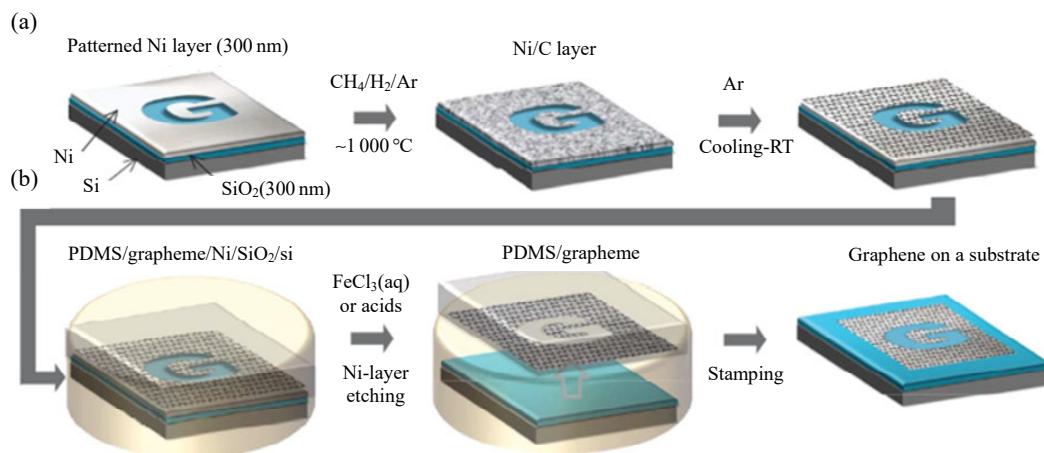 (a)
Patterned Ni layer (300 nm)
CH₄/H₂/Ar
~1 000 °C
Ni/C layer
Ar
Cooling-RT
Ni
Si
SiO₂(300 nm)
(b)
PDMS/grapheme/Ni/SiO₂/si
FeCl₃(aq)
or acids
Ni-layer
etching
PDMS/grapheme
Stamping
Graphene on a substrate
G
G
G
G
G
G